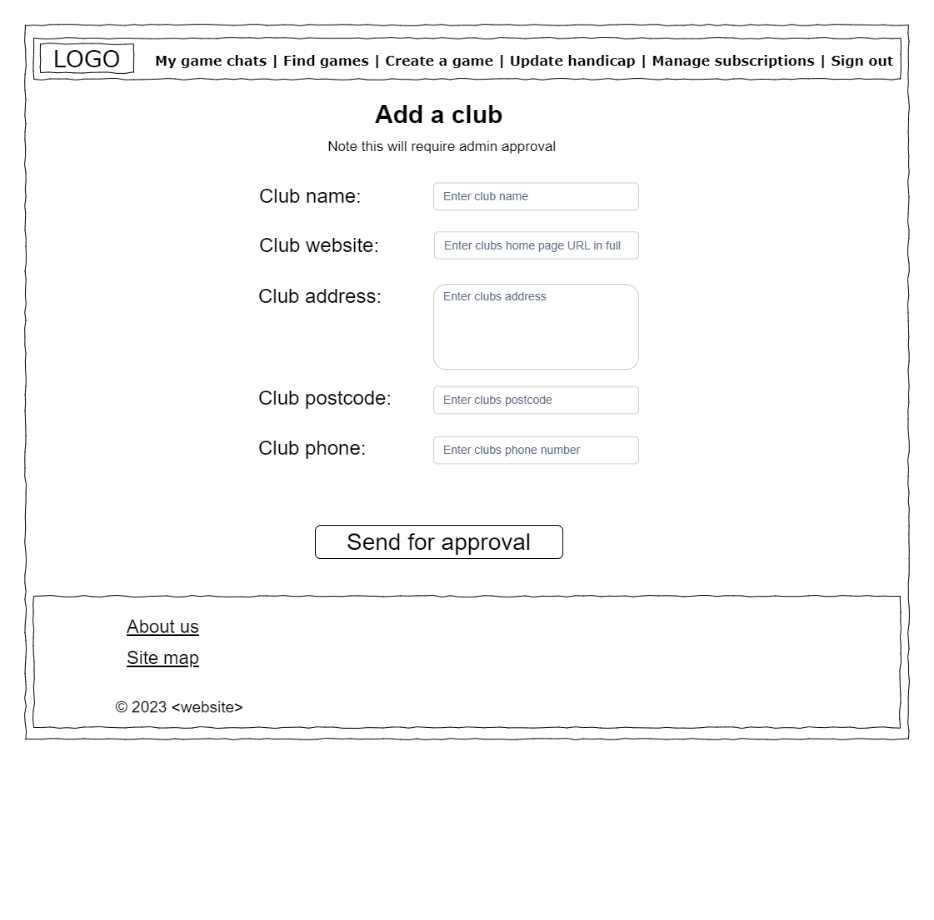 LOGO
My game chats | Find games | Create a game | Update handicap | Manage subscriptions | Sign out
Add a club
Note this will require admin approval
Club name:
Enter club name
Club website:
Enter clubs home page URL in full
Club address:
Enter clubs address
Club postcode:
Enter clubs postcode
Club phone:
Enter clubs phone number
Send for approval
About us
Site map
© 2023 <website>